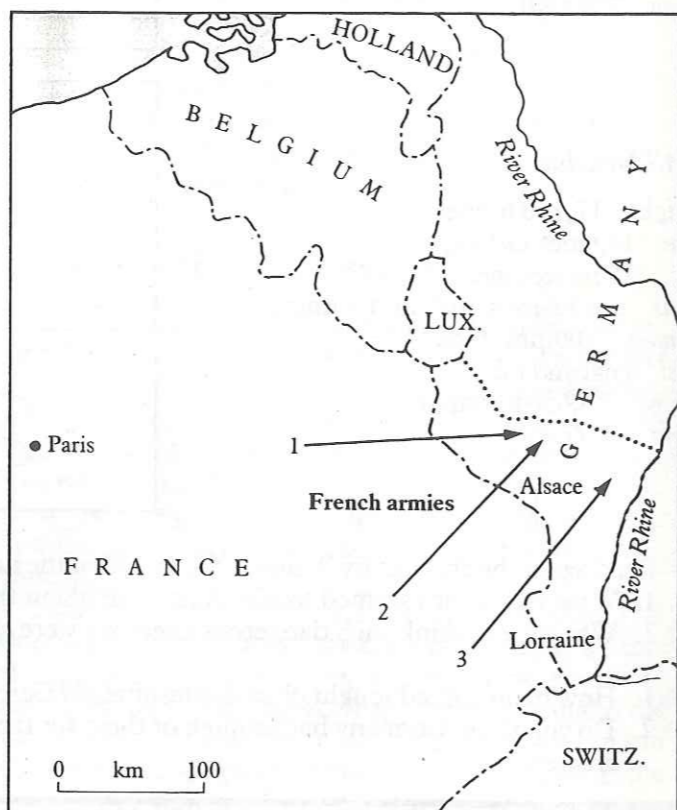 HOLLAND
BELGIUM
River Rhine
GERMANY
LUX.
Paris
1
French armies
Alsace
FRANCE
2
3
Lorraine
River Rhine
0 km 100
SWITZ.